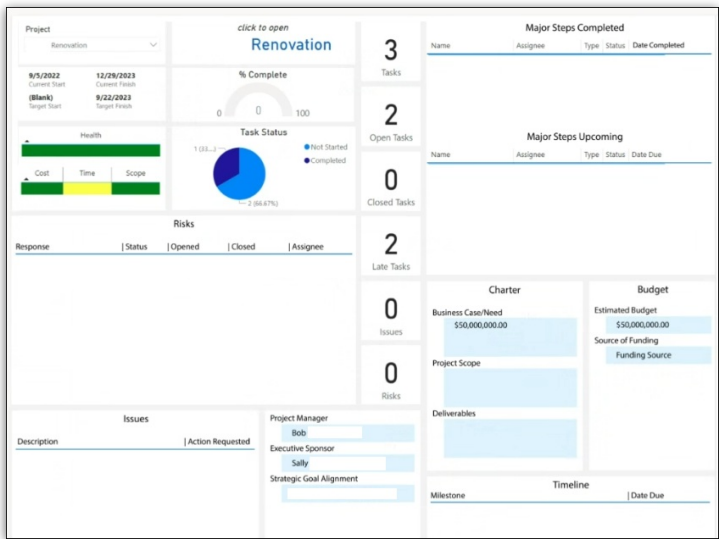 Project
Renovation
9/5/2022 12/29/2023
Current Start Current Finish
(Blank) 9/22/2023
Target Start Target Finish
Health
Cost Time Scope
click to open
Renovation
% Complete
0 0 100
Task Status
1 (33...)
Not Started
Completed
2 (66.67%)
3
Tasks
2
Open Tasks
0
Closed Tasks
2
Late Tasks
0
Issues
0
Risks
Major Steps Completed
Name Assignee Type Status Date Completed
Major Steps Upcoming
Name Assignee Type Status Date Due
Risks
Response | Status | Opened | Closed | Assignee
Charter
Business Case/Need
$50,000,000.00
Project Scope
Deliverables
Budget
Estimated Budget
$50,000,000.00
Source of Funding
Funding Source
Issues
Description | Action Requested
Project Manager
Bob
Executive Sponsor
Sally
Strategic Goal Alignment
Timeline
Milestone | Date Due